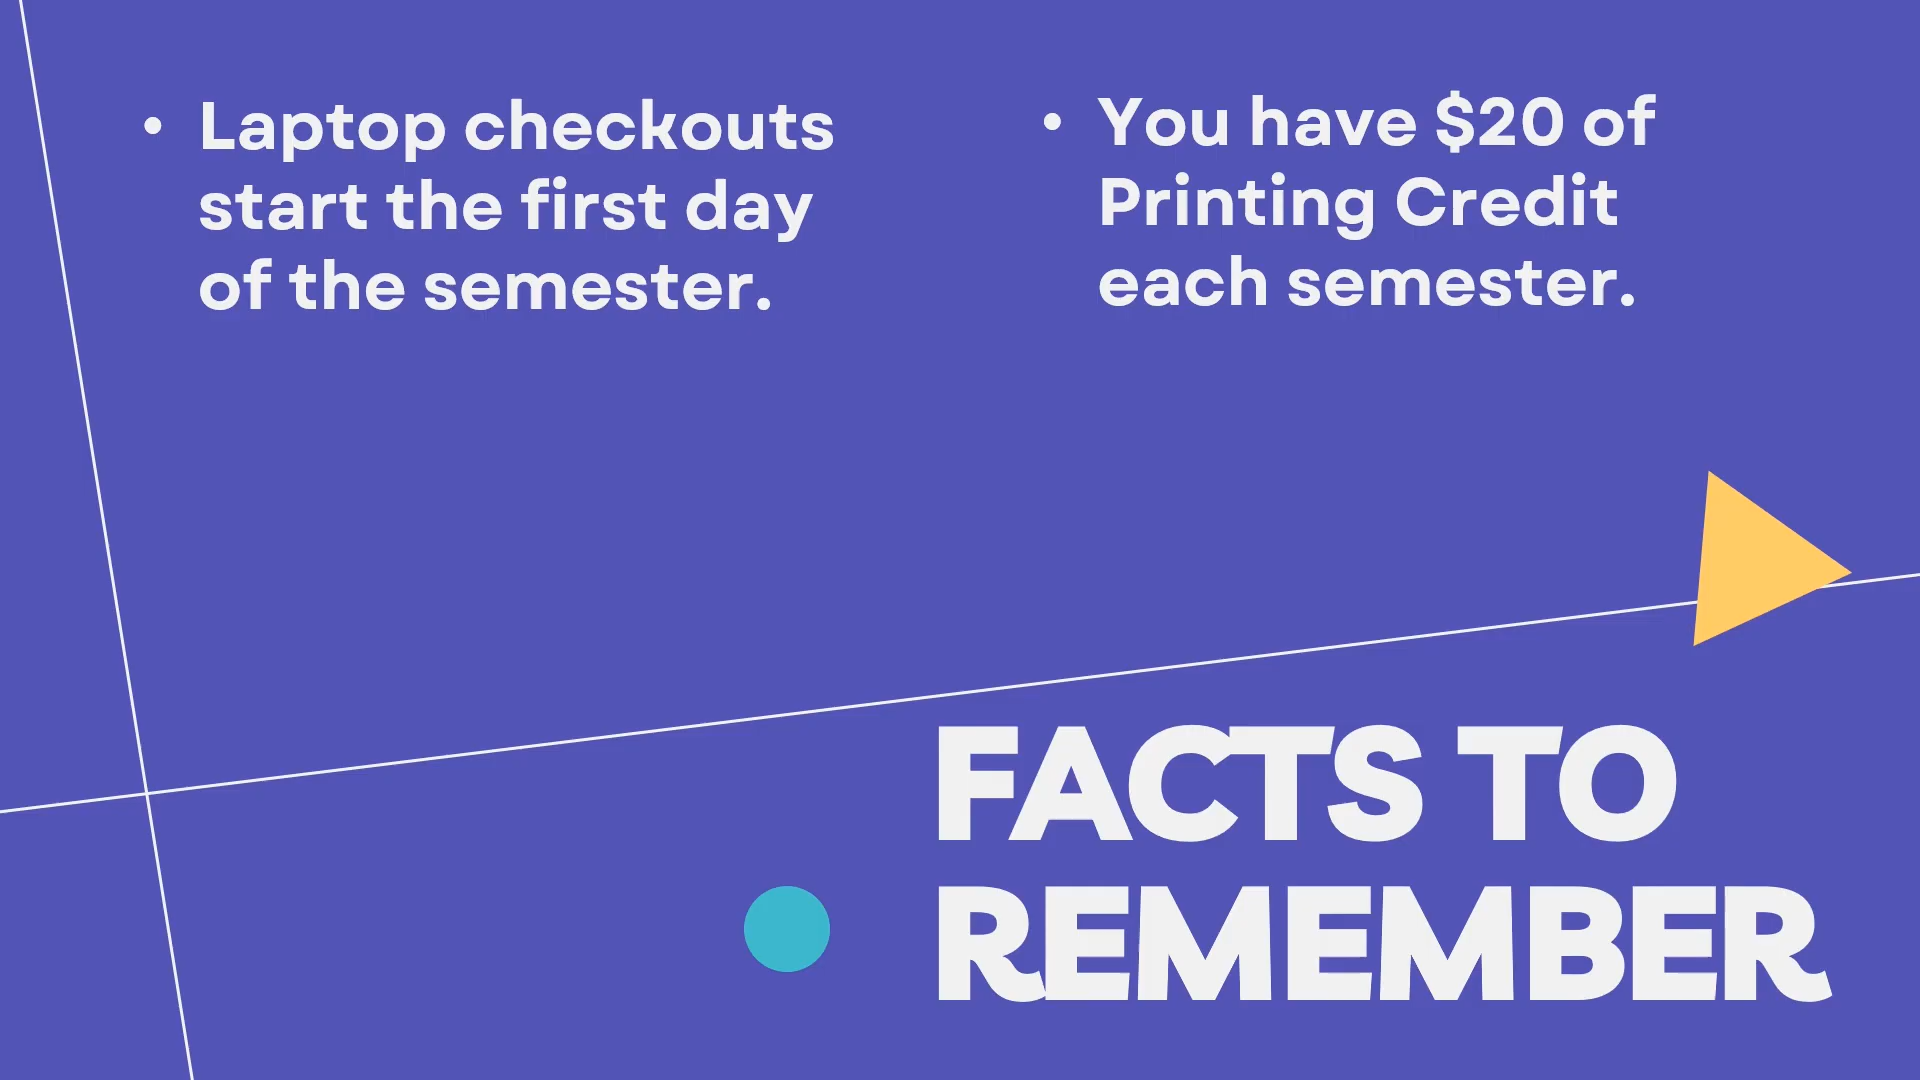 • Laptop checkouts
start the first day
of the semester.
• You have $20 of
Printing Credit
each semester.
FACTS TO
REMEMBER